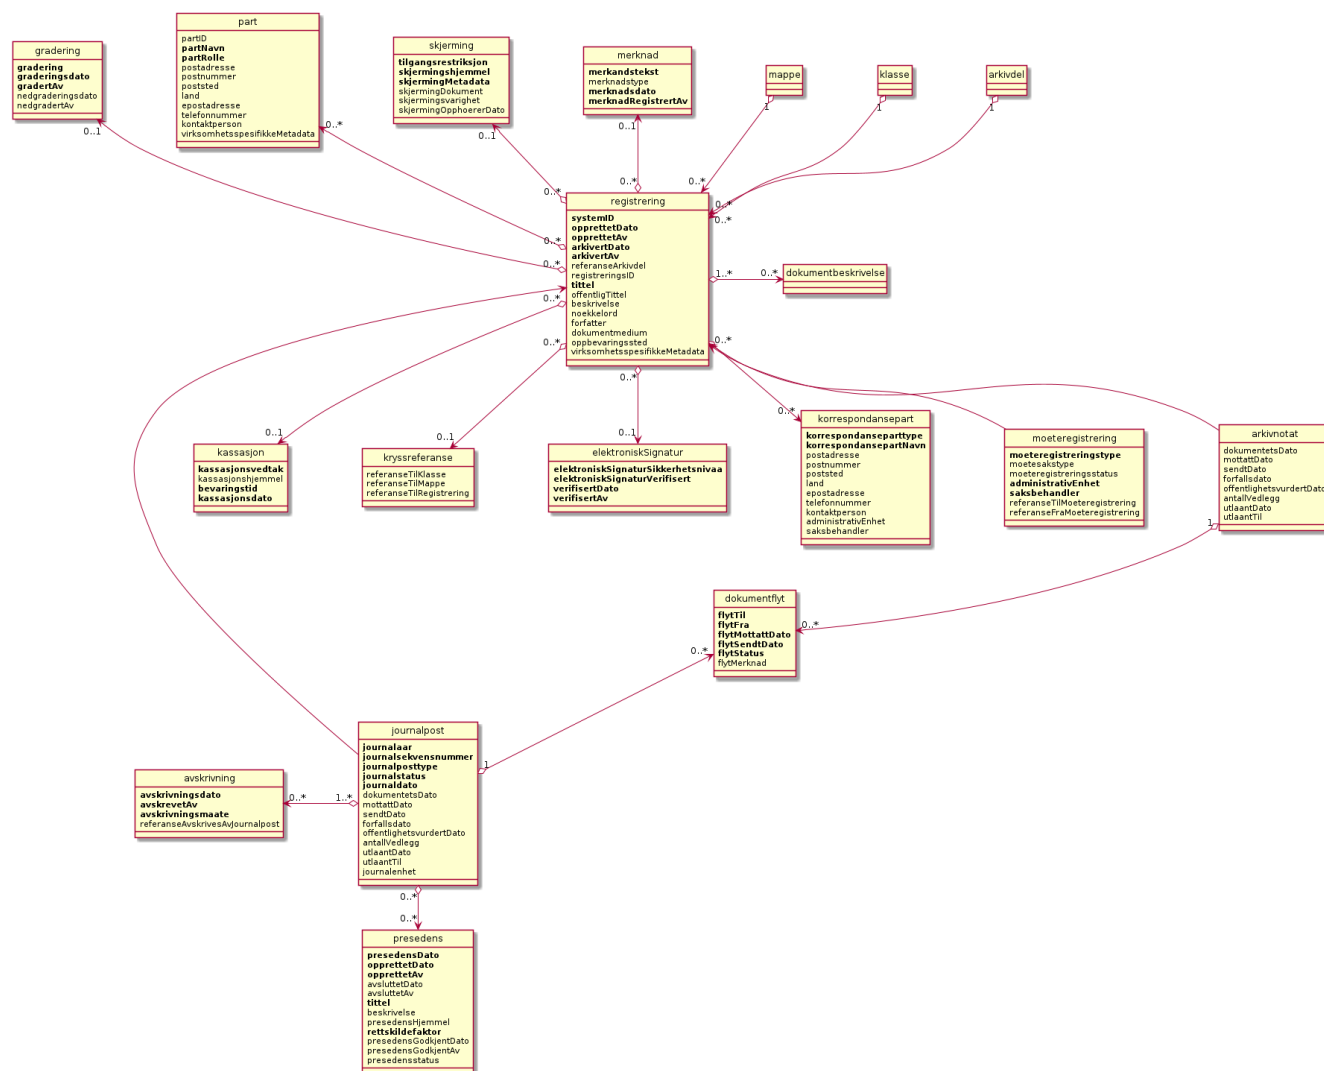 gradering
gradering
graderingsdato
gradertAv
nedgraderingsdato
nedgradertAv
0..1
part
partID
partNavn
partRolle
postadresse
postnummer
poststed
land
epostadresse
telefonnummer
kontaktperson
virksomhetsspesifikkeMetadata
0..*
skjerming
tilgangsrestriksjon
skjermingshjemmel
skjermingMetadata
skjermingDokument
skjermingsvarighet
skjermingOpphoererDato
0..1
merknad
merkandstekst
merknadstype
merknadsdato
merknadRegistrertAv
0..1
mappe
1
klasse
1
arkivdel
1
0..*
0..*
0..*
0..*
0..*
registrering
systemID
opprettetDato
opprettetAv
arkivertDato
arkivertAv
referanseArkivdel
registreringsID
tittel
offentligTittel
beskrivelse
noekkelord
forfatter
dokumentmedium
oppbevaringssted
virksomhetsspesifikkeMetadata
0..*
0..*
0..*
0..*
0..*
0..*
1..*
0..*
dokumentbeskrivelse
0..1
kassasjon
kassasjonsvedtak
kassasjonshjemmel
bevaringstid
kassasjonsdato
0..1
kryssreferanse
referanseTilKlasse
referanseTilMappe
referanseTilRegistrering
0..1
elektroniskSignatur
elektroniskSignaturSikkerhetsnivaa
elektroniskSignaturVerifisert
verifisertDato
verifisertAv
0..*
korrespondansepart
korrespondanseparttype
korrespondansepartNavn
postadresse
postnummer
poststed
land
epostadresse
telefonnummer
kontaktperson
administrativEnhet
saksbehandler
moeteregistrering
moeteregistreringstype
moetesakstype
moeteregistreringsstatus
administrativEnhet
saksbehandler
referanseTilMoeteregistrering
referanseFraMoeteregistrering
arkivnotat
dokumentetsDato
mottattDato
sendtDato
forfallsdato
offentlighetsvurdertDato
antallVedlegg
utlaantDato
utlaantTil
1
dokumentflyt
flytTil
flytFra
flytMottattDato
flytSendtDato
flytStatus
flytMerknad
0..*
0..*
journalpost
journalaar
journalsekvensnummer
journalposttype
journalstatus
journaldato
dokumentetsDato
mottattDato
sendtDato
forfallsdato
offentlighetsvurdertDato
antallVedlegg
utlaantDato
utlaantTil
journalenhet
1
1..*
0..*
avskrivning
avskrivningsdato
avskrevetAv
avskrivningsmaate
referanseAvskrivesAvJournalpost
0..*
0..*
presedens
presedensDato
opprettetDato
opprettetAv
avsluttetDato
avsluttetAv
tittel
beskrivelse
presedensHjemmel
rettskildefaktor
presedensGodkjentDato
presedensGodkjentAv
presedensstatus